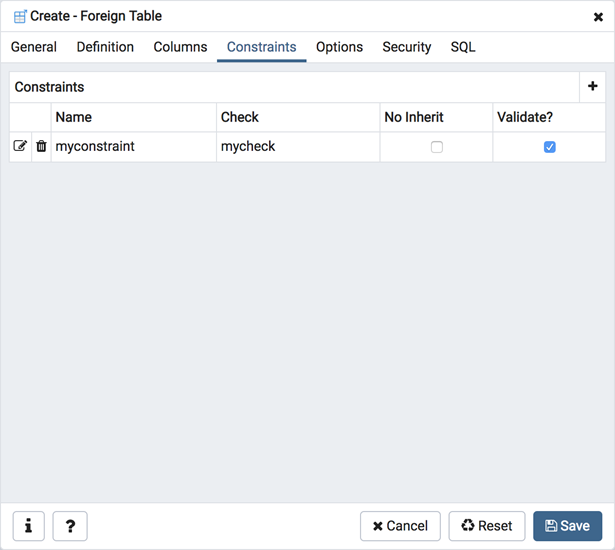 Create - Foreign Table
General Definition Columns Constraints Options Security SQL
Constraints
Name Check No Inherit Validate?
myconstraint mycheck
i ? Cancel Reset Save